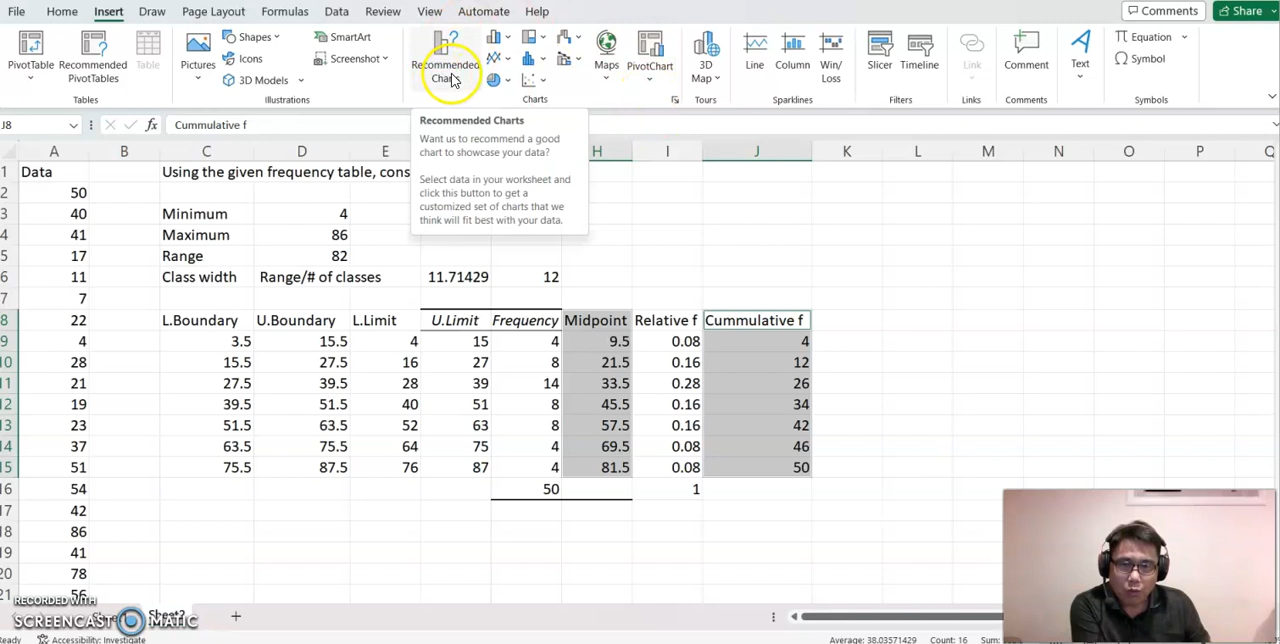 File Home Insert Draw Page Layout Formulas Data Review View Automate Help Comments Share
PivotTable Recommended PivotTables Table Pictures Shapes Icons 3D Models SmartArt Screenshot Recommended Charts Maps PivotChart 3D Map Line Column Win/Loss Slicer Timeline Link Comment Text Equation Symbol
Tables Illustrations Charts Tours Sparklines Filters Links Comments Symbols
J8 fx Cummulative f
Recommended Charts
Want us to recommend a good
chart to showcase your data?
Select data in your worksheet and
click this button to get a
customized set of charts that we
think will fit best with your data.
A B C D E H I J K L M N O P Q
1 Data Using the given frequency table, cons
2 50
3 40 Minimum 4
4 41 Maximum 86
5 17 Range 82
6 11 Class width Range/# of classes 11.71429 12
7 7
8 22 L.Boundary U.Boundary L.Limit U.Limit Frequency Midpoint Relative f Cummulative f
9 4 3.5 15.5 4 15 4 9.5 0.08 4
10 28 15.5 27.5 16 27 8 21.5 0.16 12
11 21 27.5 39.5 28 39 14 33.5 0.28 26
12 19 39.5 51.5 40 51 8 45.5 0.16 34
13 23 51.5 63.5 52 63 8 57.5 0.16 42
14 37 63.5 75.5 64 75 4 69.5 0.08 46
15 51 75.5 87.5 76 87 4 81.5 0.08 50
16 54 50 1
17 42
18 86
19 41
20 78
21 56
RECORDED WITH
SCREENCAST MATIC
Sheet2 +
Ready Accessibility: Investigate Average: 38.03571429 Count: 16 Sum: